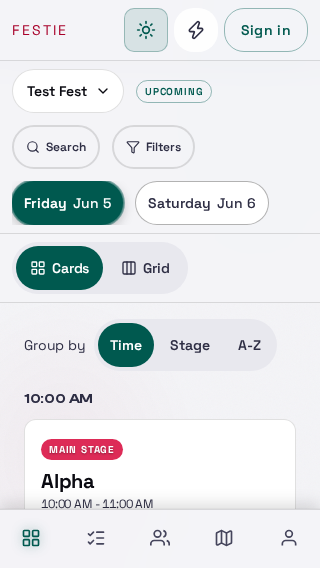 FESTIE
Sign in
Test Fest
UPCOMING
Search
Filters
Friday Jun 5
Saturday Jun 6
Cards
Grid
Group by
Time
Stage
A-Z
10:00 AM
MAIN STAGE
Alpha
10:00 AM - 11:00 AM